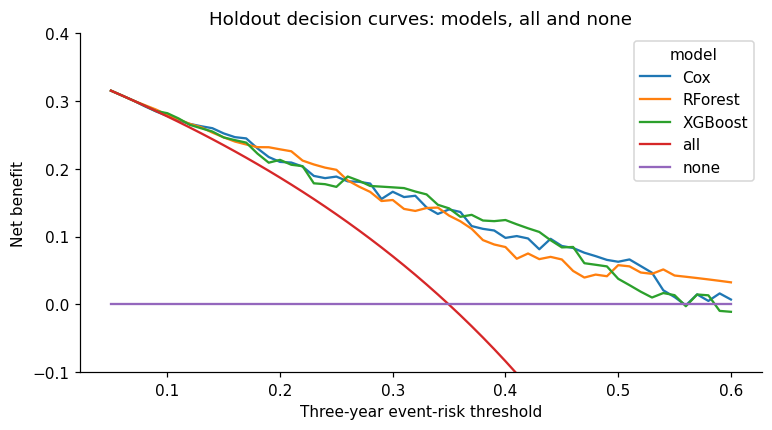 Holdout decision curves: models, all and none
Net benefit
0.4
0.3
0.2
0.1
0.0
−0.1
0.1
0.2
0.3
0.4
0.5
0.6
Three-year event-risk threshold
model
Cox
RForest
XGBoost
all
none